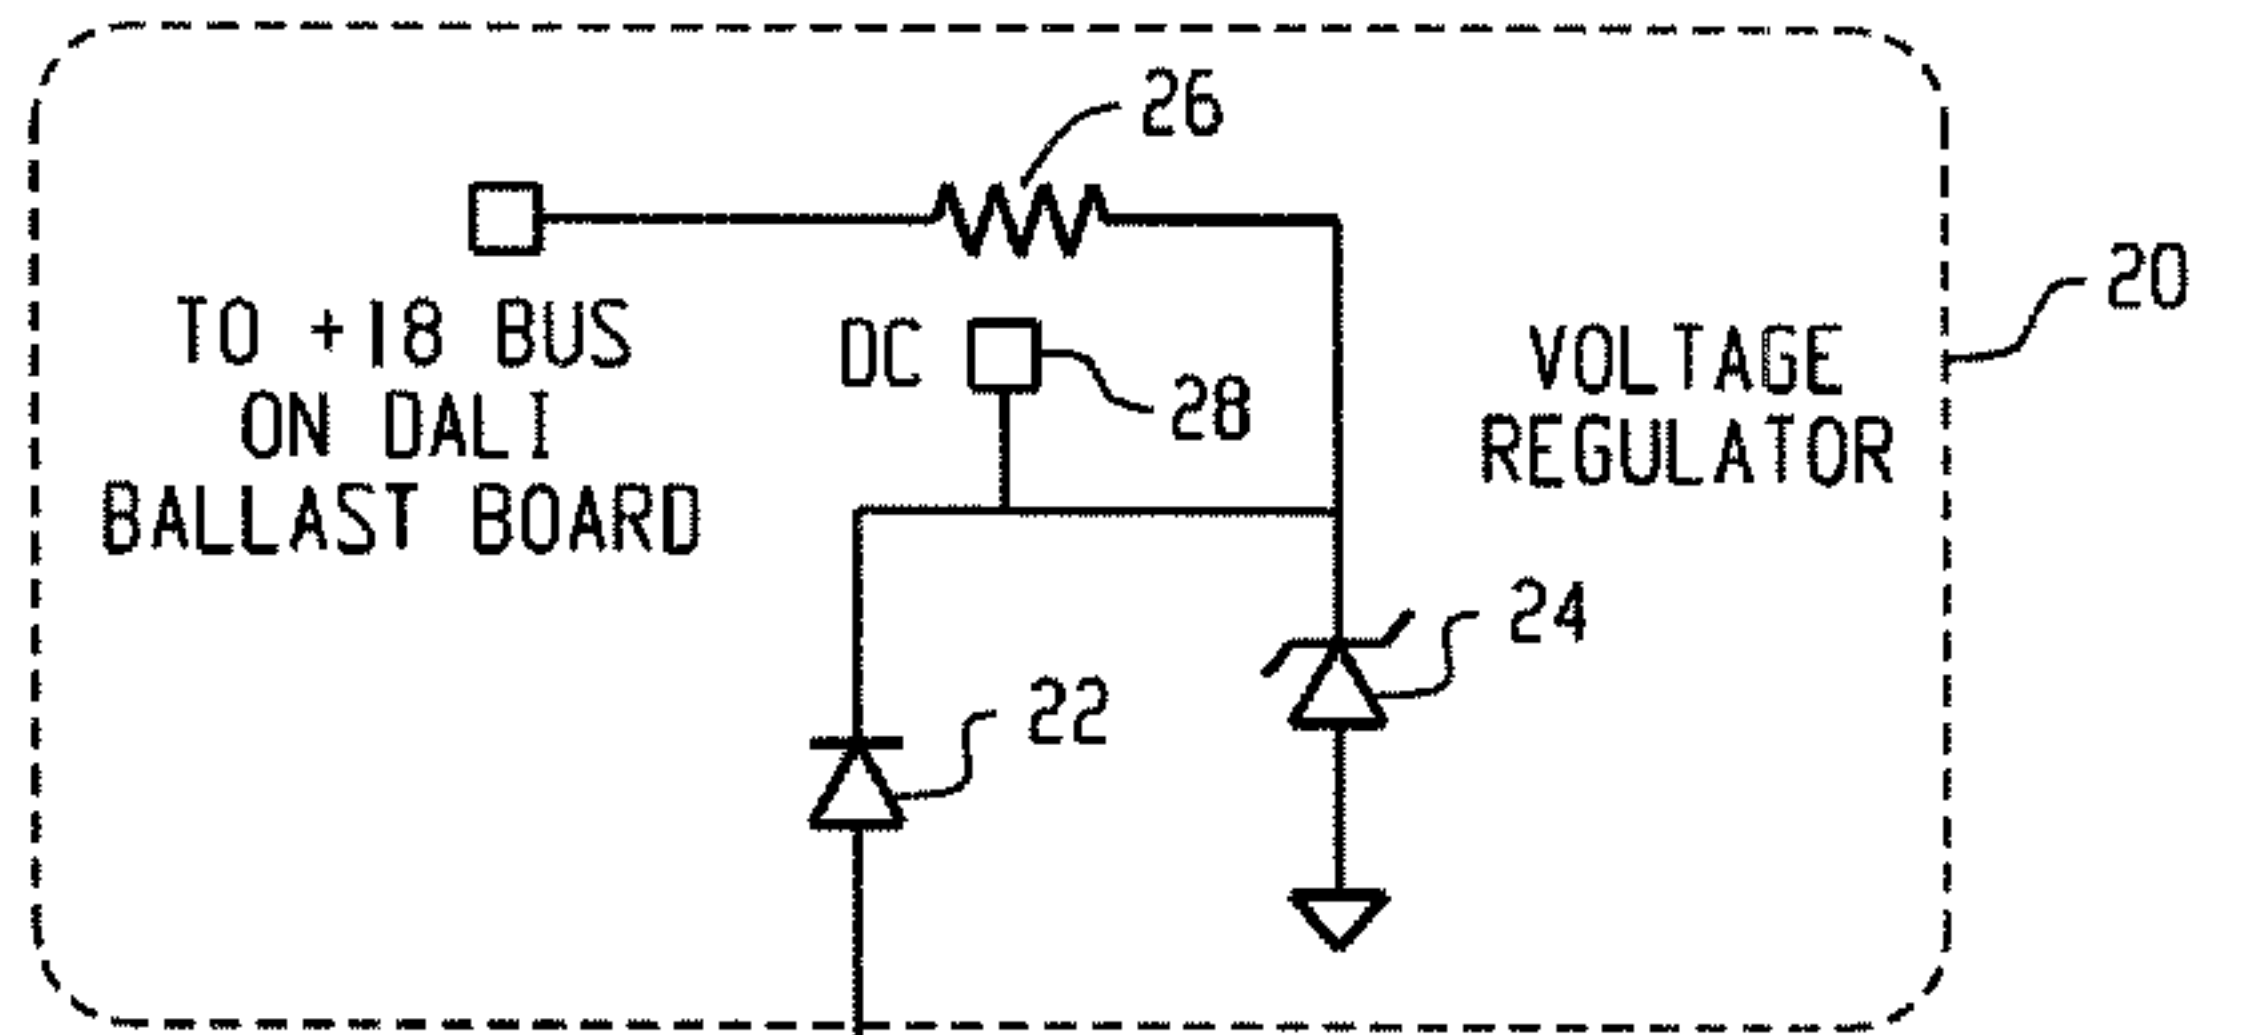 26
20
TO +18 BUS
ON DALI
BALLAST BOARD
DC
28
VOLTAGE
REGULATOR
24
22